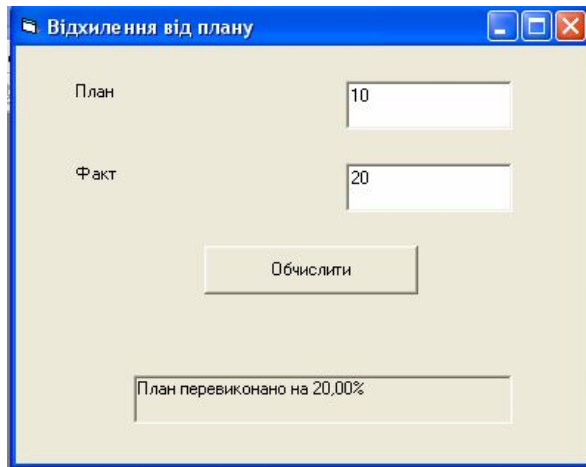 Відхилення від плану
План
10
Факт
20
Обчислити
План перевиконано на 20,00%